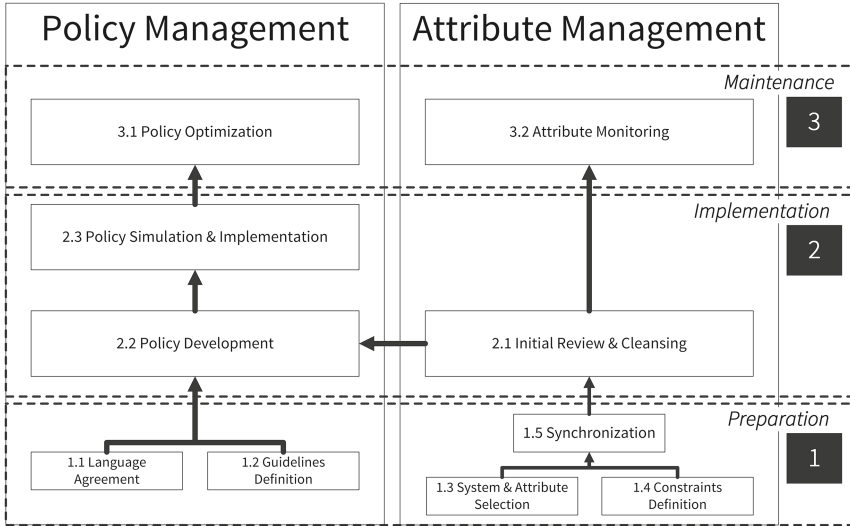 Policy Management
Attribute Management
Maintenance
3
3.1 Policy Optimization
3.2 Attribute Monitoring
Implementation
2
2.3 Policy Simulation & Implementation
2.2 Policy Development
2.1 Initial Review & Cleansing
Preparation
1
1.5 Synchronization
1.1 Language
Agreement
1.2 Guidelines
Definition
1.3 System & Attribute
Selection
1.4 Constraints
Definition